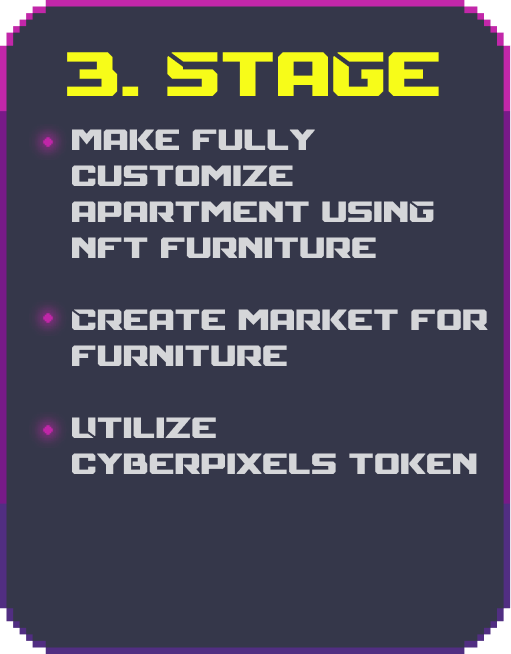 3. STAGE
MAKE FULLY
CUSTOMIZE
APARTMENT USING
NFT FURNITURE
CREATE MARKET FOR
FURNITURE
UTILIZE
CYBERPIXELS TOKEN